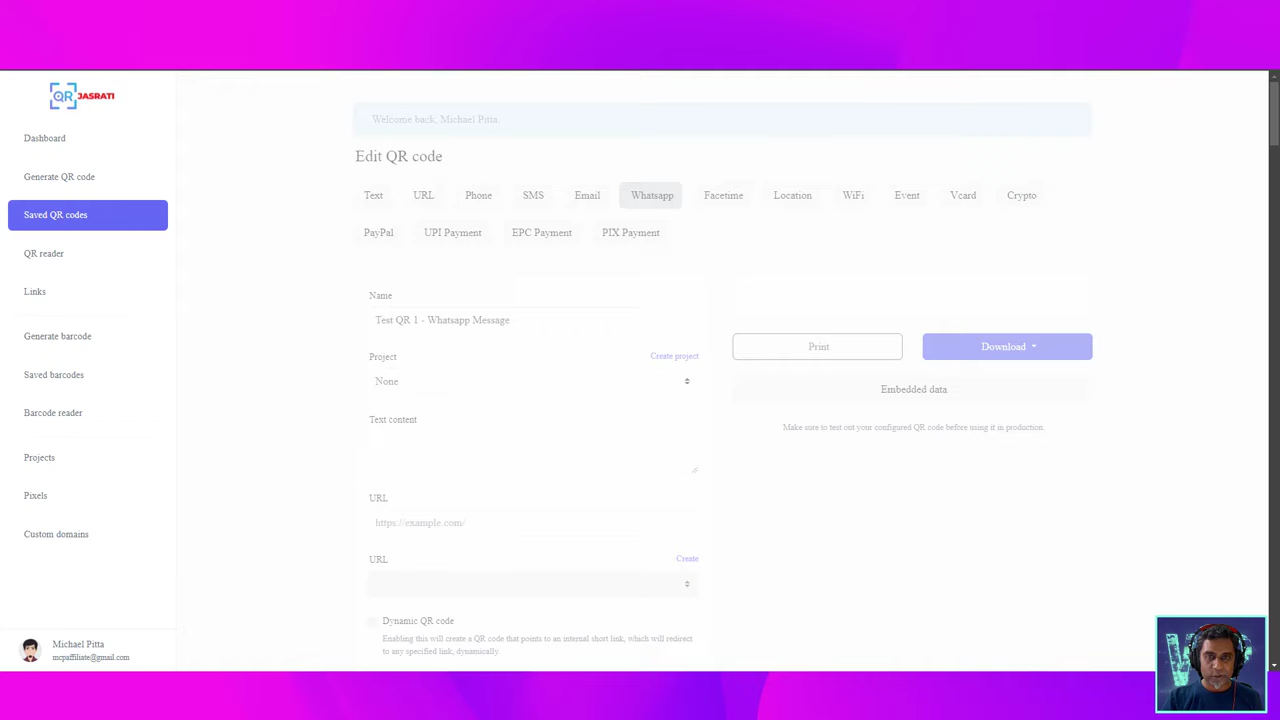 QR JASRATI
Dashboard
Generate QR code
Saved QR codes
QR reader
Links
Generate barcode
Saved barcodes
Barcode reader
Projects
Pixels
Custom domains
Michael Pitta
mcpaffiliate@gmail.com
Welcome back, Michael Pitta.
Edit QR code
Text URL Phone SMS Email Whatsapp Facetime Location WiFi Event Vcard Crypto
PayPal UPI Payment EPC Payment PIX Payment
Name
Test QR 1 - Whatsapp Message
Project Create project
None
Text content
URL
https://example.com/
URL Create
Dynamic QR code
Enabling this will create a QR code that points to an internal short link, which will redirect
to any specified link, dynamically.
Print Download
Embedded data
Make sure to test out your configured QR code before using it in production.